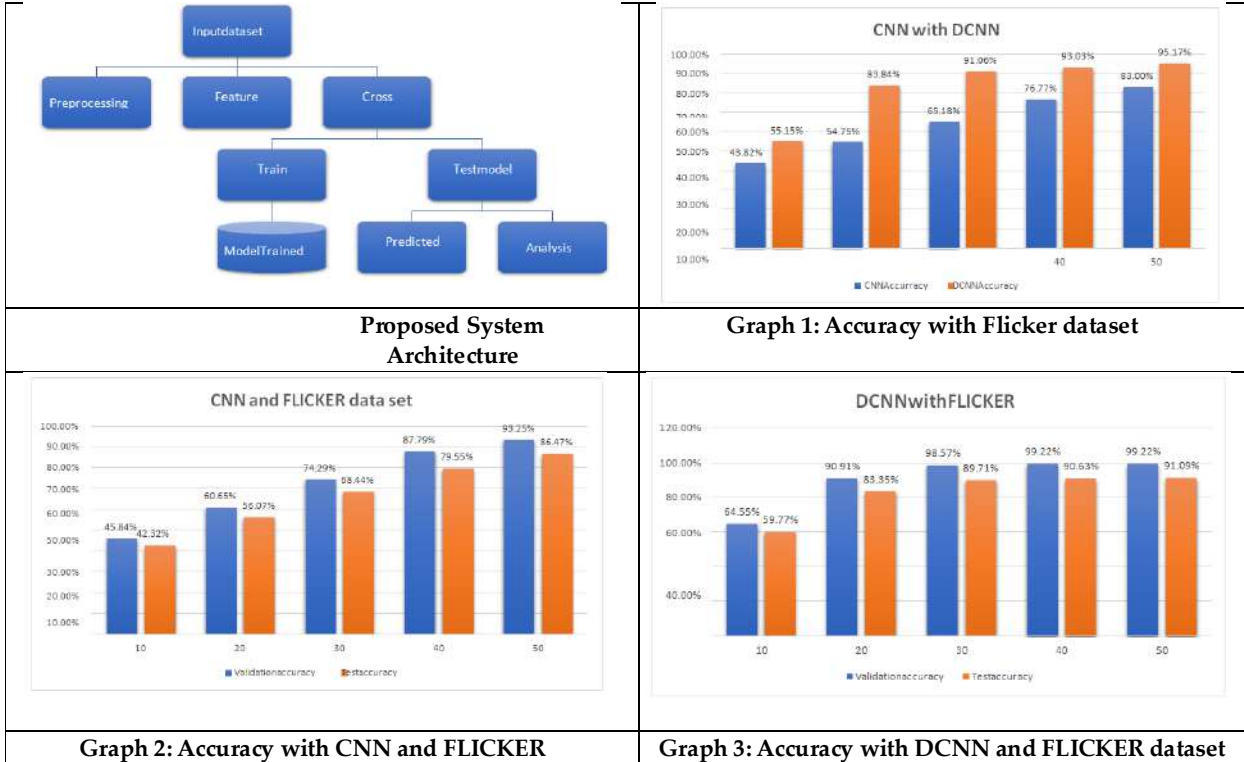 Inputdataset
Preprocessing
Feature
Cross
Train
Testmodel
ModelTrained
Predicted
Analysis
Proposed System
Architecture
CNN with DCNN
100.00%
90.00%
80.00%
70.00%
60.00%
50.00%
40.00%
30.00%
20.00%
10.00%
43.82%
55.15%
54.75%
83.84%
65.18%
91.06%
76.77%
93.03%
83.00%
95.17%
40
50
CNNAccurracy
DCNNAccuracy
Graph 1: Accuracy with Flicker dataset
CNN and FLICKER data set
100.00%
90.00%
80.00%
70.00%
60.00%
50.00%
40.00%
30.00%
20.00%
10.00%
45.84%
42.32%
60.65%
56.07%
74.29%
68.44%
87.79%
79.55%
93.25%
86.47%
10
20
30
40
50
Validationaccuracy
Testaccuracy
Graph 2: Accuracy with CNN and FLICKER
DCNNwithFLICKER
120.00%
100.00%
80.00%
60.00%
40.00%
64.55%
59.77%
90.91%
83.35%
98.57%
89.71%
99.22%
90.63%
99.22%
91.09%
10
20
30
40
50
Validationaccuracy
Testaccuracy
Graph 3: Accuracy with DCNN and FLICKER dataset